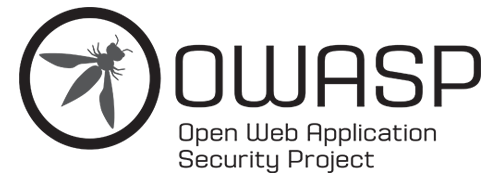 OWASP
Open Web Application
Security Project